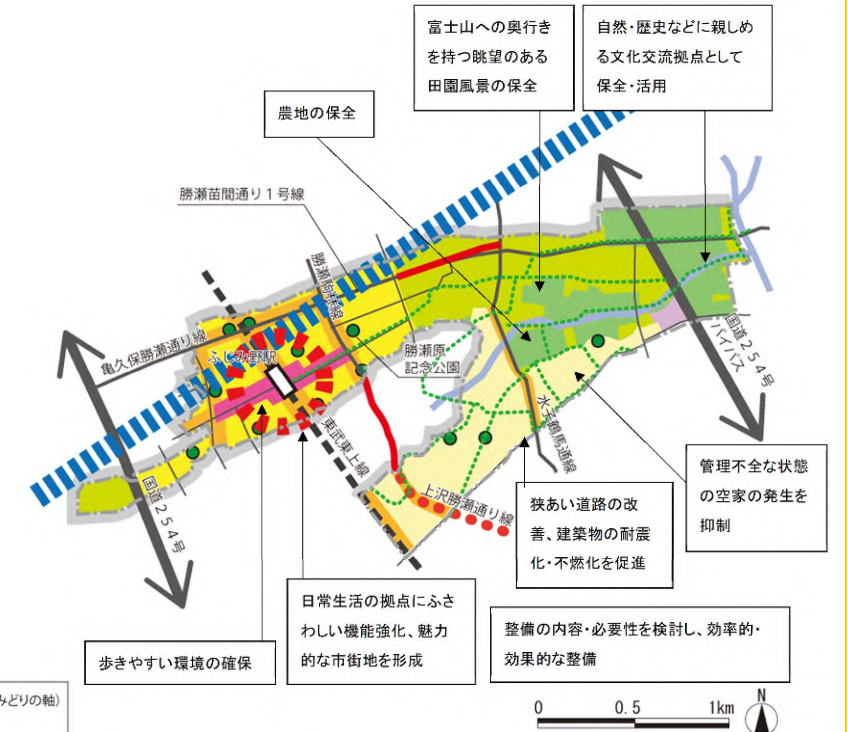 富士山への奥行き
を持つ眺望のある
田園風景の保全
自然・歴史などに親しめ
る文化交流拠点として
保全・活用
農地の保全
勝瀬苗間通り1号線
勝瀬駒林線
亀久保勝瀬通り線
ふじみ野駅
勝瀬原
記念公園
国道254号
バイパス
水子鶴馬通線
東武東上線
国道254号
上沢勝瀬通り線
管理不全な状態
の空家の発生を
抑制
狭あい道路の改
善、建築物の耐震
化・不燃化を促進
日常生活の拠点にふさ
わしい機能強化、魅力
的な市街地を形成
整備の内容・必要性を検討し、効率的・
効果的な整備
歩きやすい環境の確保
みどりの軸)
0 0.5 1km
N